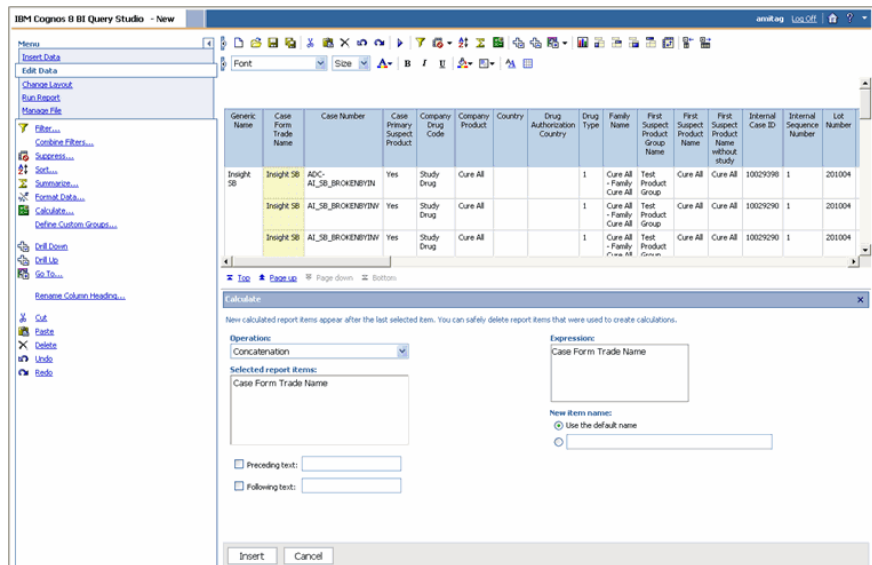 IBM Cognos 8 BI Query Studio - New
amitag Log Off ?
Menu
Insert Data
Edit Data
Change Layout
Run Report
Manage File
Filter...
Combine Filters...
Suppress...
Sort...
Summarize...
Format Data...
Calculate...
Define Custom Groups...
Drill Down
Drill Up
Go To...
Rename Column Heading...
Cut
Paste
Delete
Undo
Redo
Font Size A B I U
Generic Name Case Form Trade Name Case Number Case Primary Suspect Product Company Drug Code Company Product Country Drug Authorization Country Drug Type Family Name First Suspect Product Group Name First Suspect Product Name First Suspect Product Name without study Internal Case ID Internal Sequence Number Lot Number
Insight SB Insight SB ADC-AI_SB_BROKENBYIN Yes Study Drug Cure All 1 Cure All - Family Cure All Test Product Group Cure All Cure All 10029398 1 201004
Insight SB AI_SB_BROKENBYINV Yes Study Drug Cure All 1 Cure All - Family Cure All Test Product Group Cure All Cure All 10029290 1 201004
Insight SB AI_SB_BROKENBYINV Yes Study Drug Cure All 1 Cure All - Family Cure All Test Product Group Cure All Cure All 10029290 1 201004
Top Page up Page down Bottom
Calculate
New calculated report items appear after the last selected item. You can safely delete report items that were used to create calculations.
Operation:
Concatenation
Selected report items:
Case Form Trade Name
Preceding text:
Following text:
Expression:
Case Form Trade Name
New item name:
Use the default name
Insert Cancel